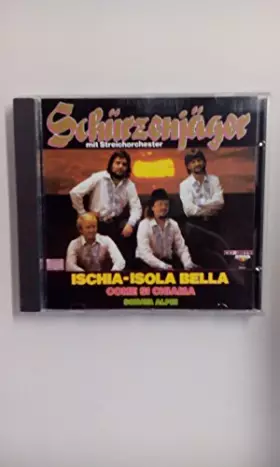 Schürzenjäger
mit Streichorchester
ISCHIA-ISOLA BELLA
COME SI CHIAMA